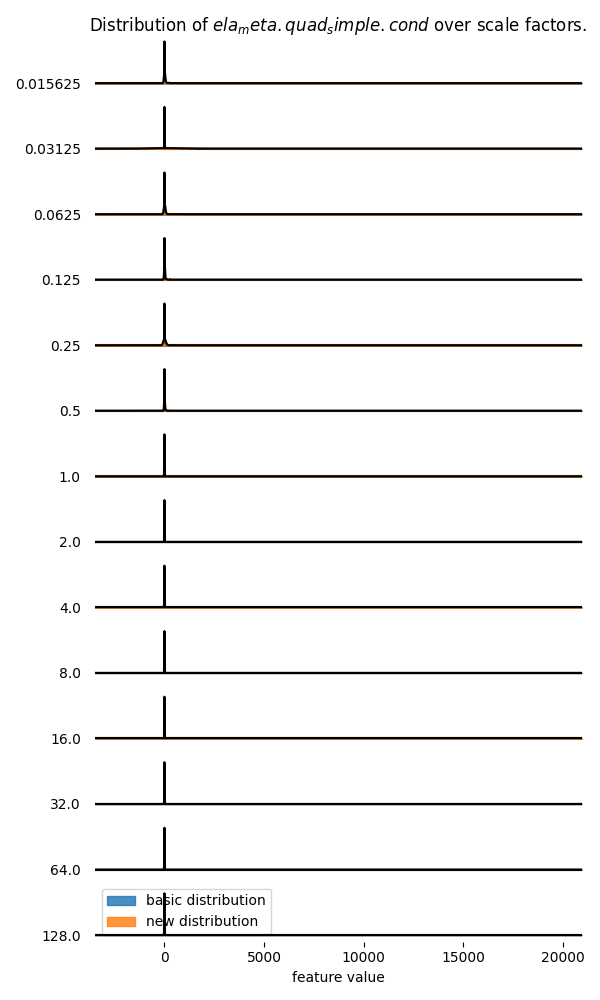 Distribution of elaₘeta.quadₛimple.cond over scale factors.
0.015625
0.03125
0.0625
0.125
0.25
0.5
1.0
2.0
4.0
8.0
16.0
32.0
64.0
128.0
basic distribution
new distribution
0 5000 10000 15000 20000
feature value